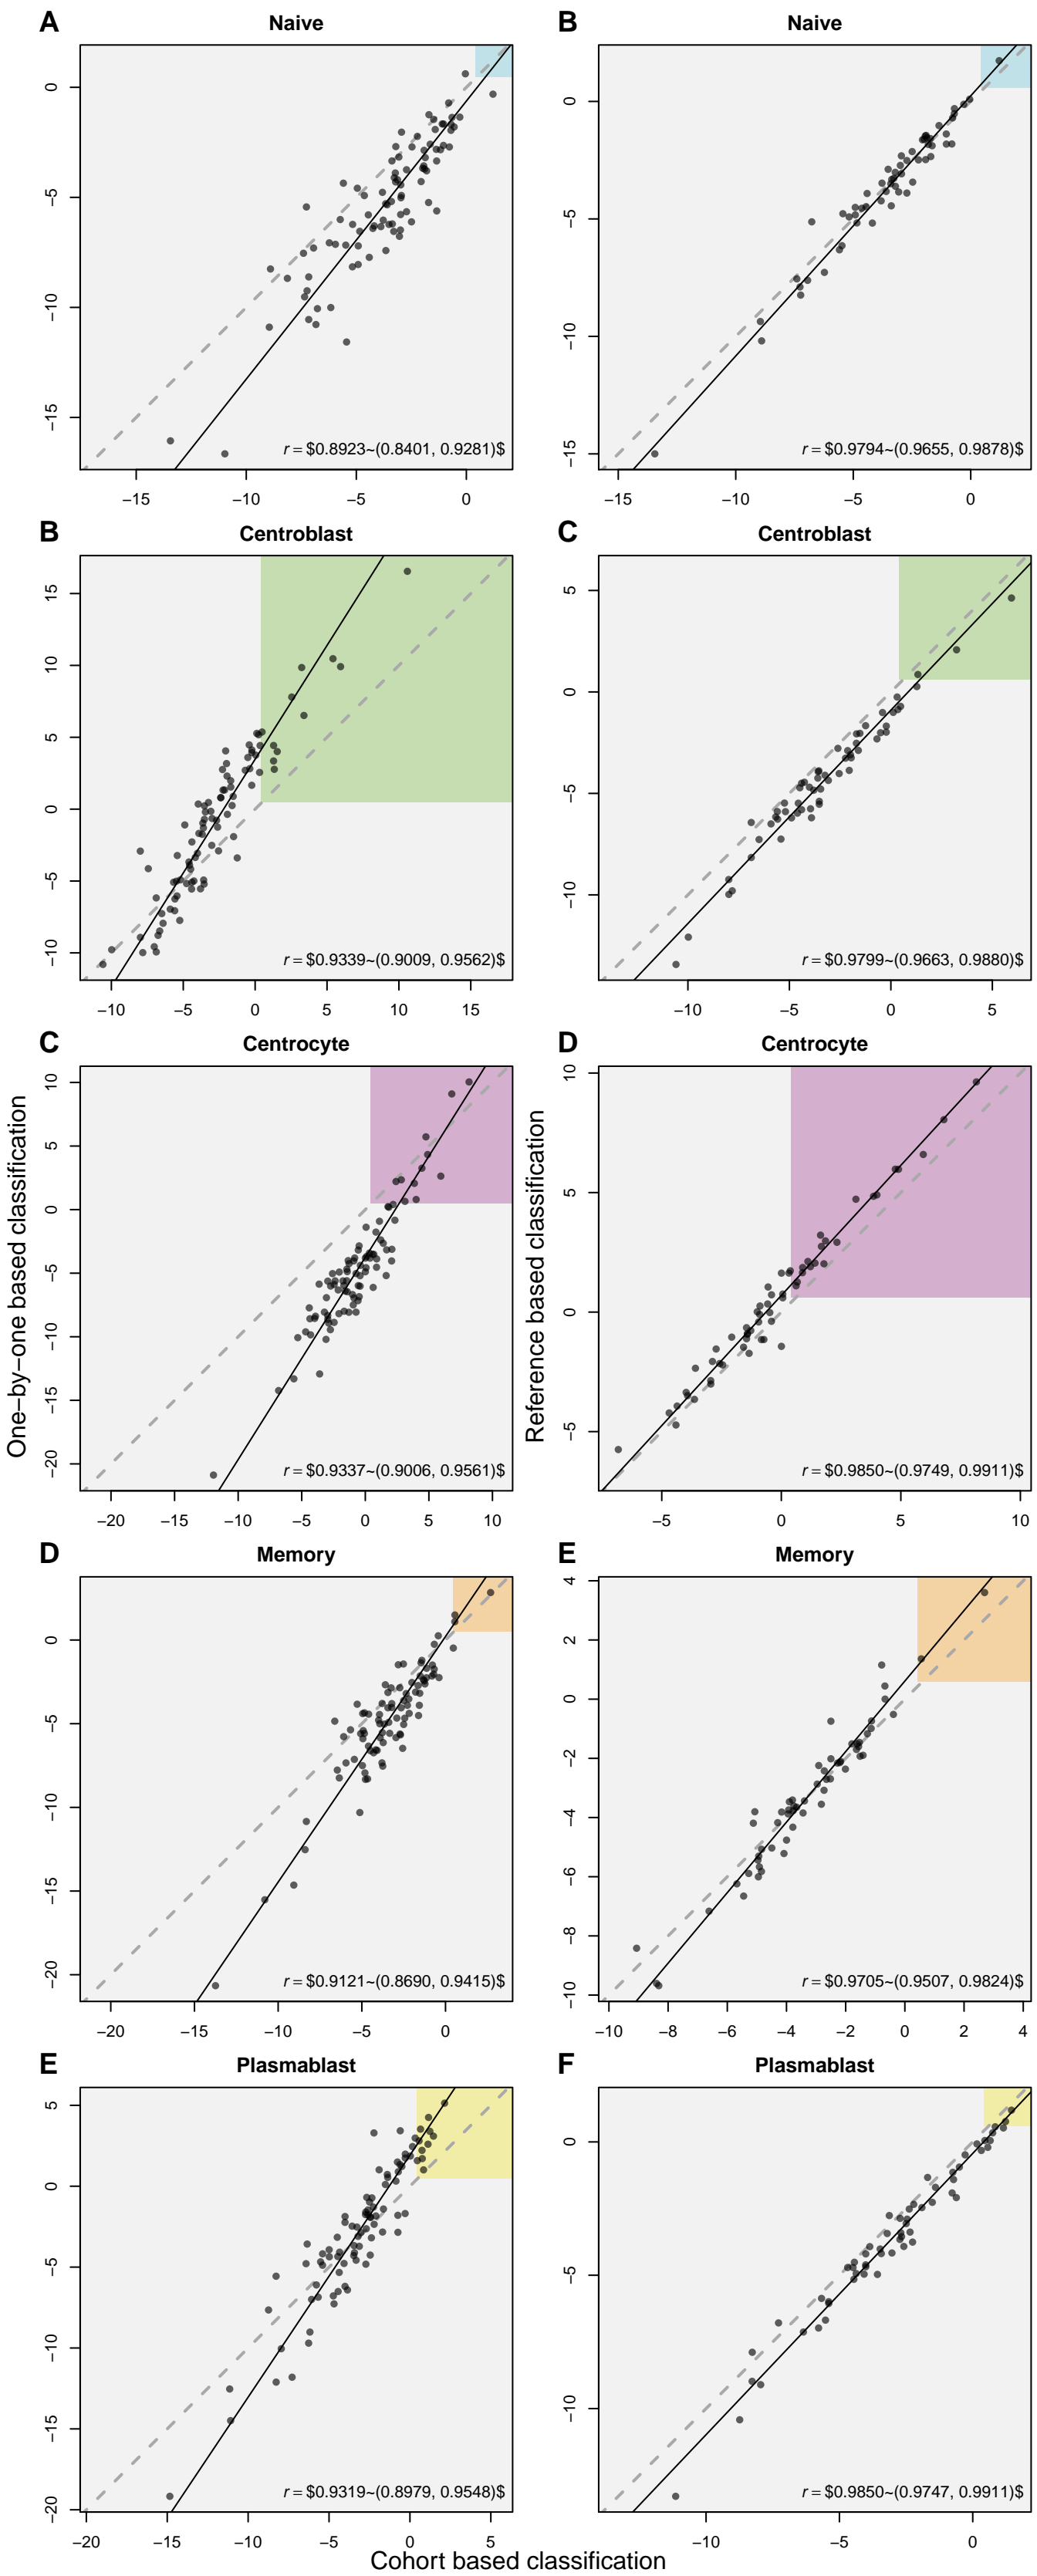 A Naive
0
−5
−10
−15
r = $0.8923~(0.8401, 0.9281)$
−15 −10 −5 0
B Naive
0
−5
−10
−15
r = $0.9794~(0.9655, 0.9878)$
−15 −10 −5 0
B Centroblast
15
10
5
0
−5
−10
r = $0.9339~(0.9009, 0.9562)$
−10 −5 0 5 10 15
C Centroblast
5
0
−5
−10
r = $0.9799~(0.9663, 0.9880)$
−10 −5 0 5
One−by−one based classification
C Centrocyte
10
5
0
−5
−10
−15
−20
r = $0.9337~(0.9006, 0.9561)$
−20 −15 −10 −5 0 5 10
Reference based classification
D Centrocyte
10
5
0
−5
r = $0.9850~(0.9749, 0.9911)$
−5 0 5 10
D Memory
0
−5
−10
−15
−20
r = $0.9121~(0.8690, 0.9415)$
−20 −15 −10 −5 0
E Memory
4
2
0
−2
−4
−6
−8
−10
r = $0.9705~(0.9507, 0.9824)$
−10 −8 −6 −4 −2 0 2 4
E Plasmablast
5
0
−5
−10
−15
−20
r = $0.9319~(0.8979, 0.9548)$
−20 −15 −10 −5 0 5
F Plasmablast
0
−5
−10
r = $0.9850~(0.9747, 0.9911)$
−10 −5 0
Cohort based classification